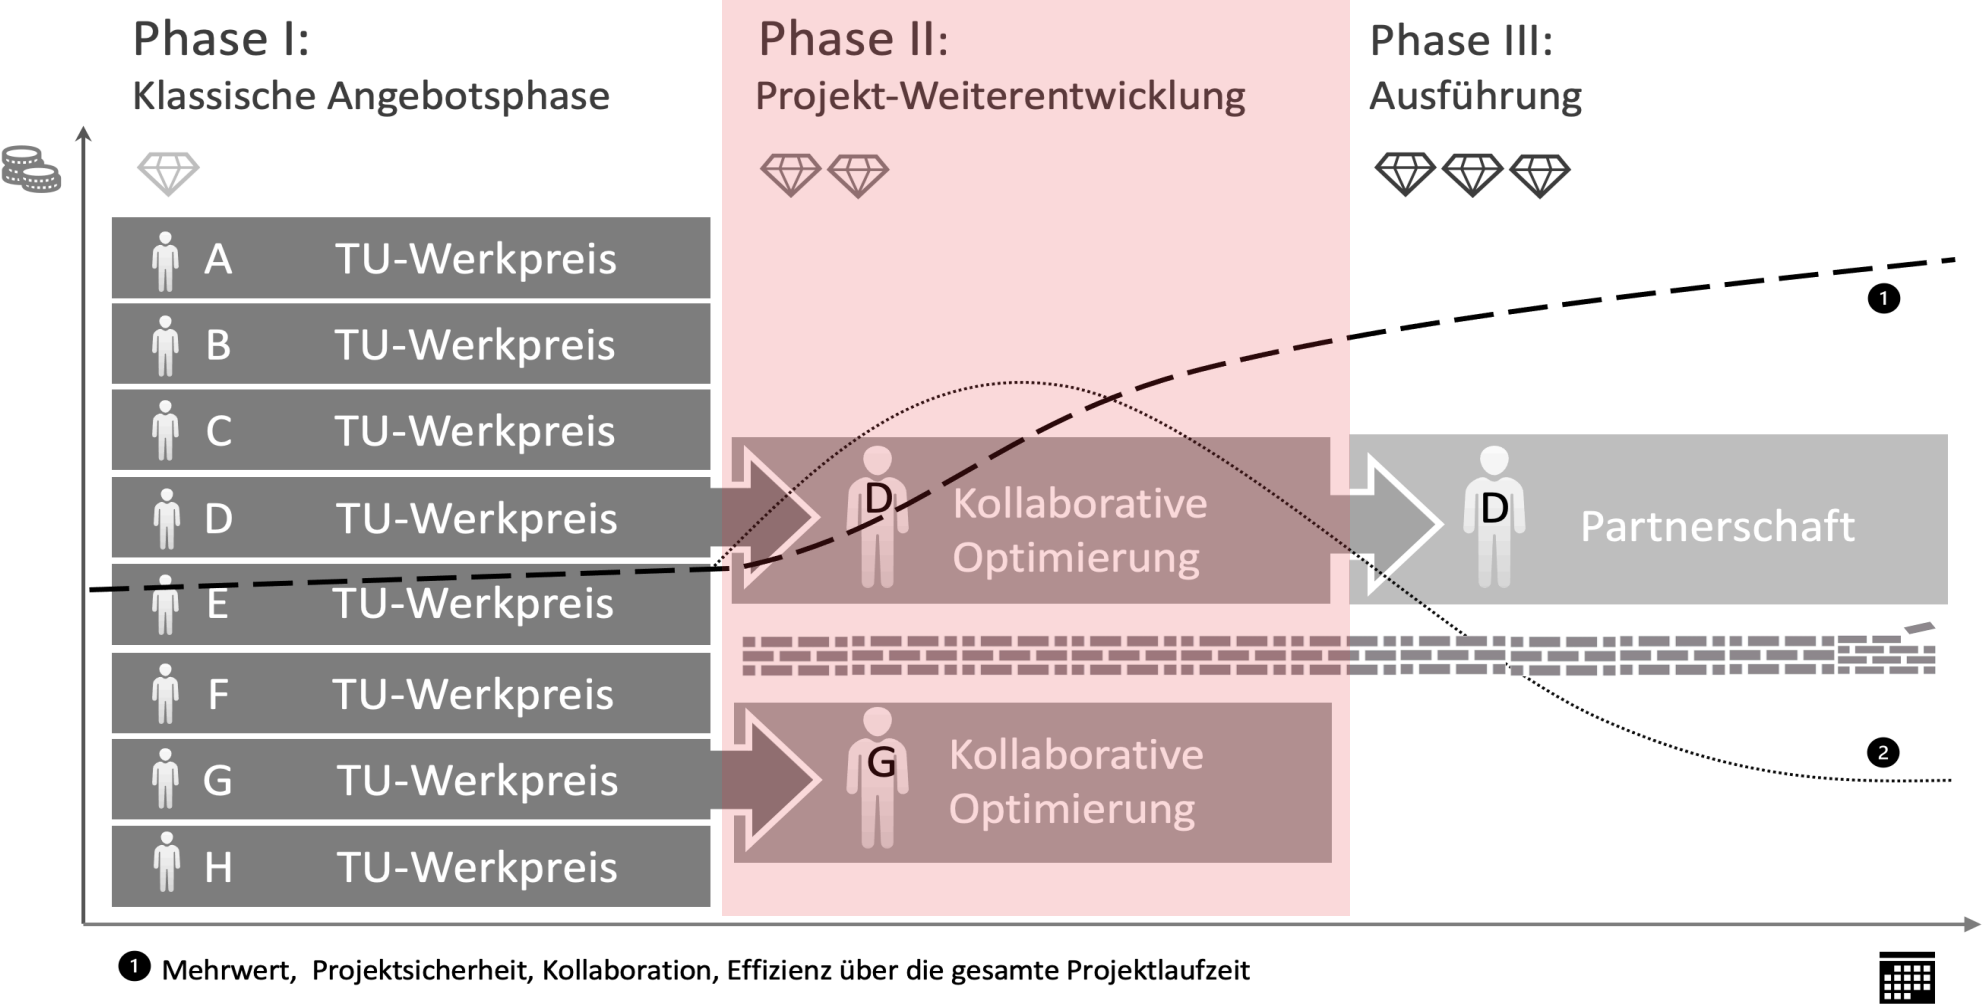 Phase I:
Klassische Angebotsphase
Phase II:
Projekt-Weiterentwicklung
Phase III:
Ausführung
A TU-Werkpreis
B TU-Werkpreis
C TU-Werkpreis
D TU-Werkpreis
E TU-Werkpreis
F TU-Werkpreis
G TU-Werkpreis
H TU-Werkpreis
D Kollaborative
Optimierung
G Kollaborative
Optimierung
D Partnerschaft
1
2
1 Mehrwert, Projektsicherheit, Kollaboration, Effizienz über die gesamte Projektlaufzeit